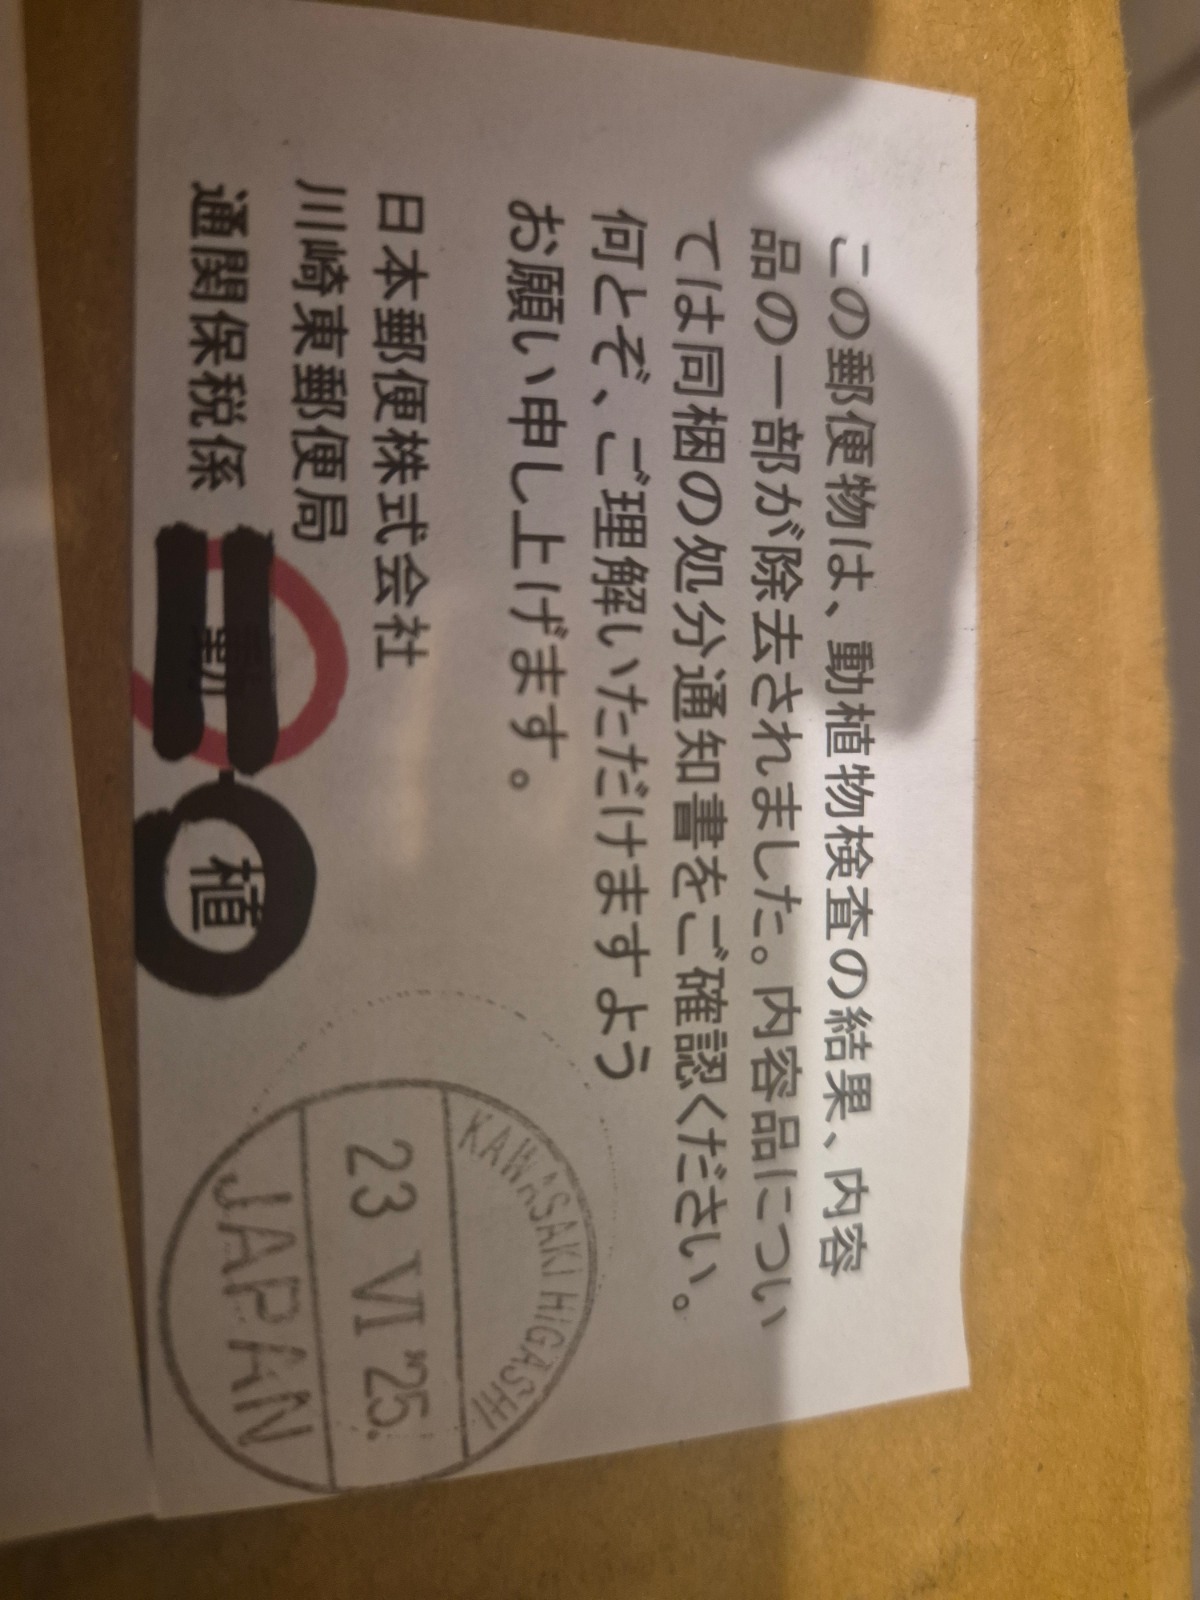 この郵便物は、動植物検査の結果、内容
品の一部が除去されました。内容品につい
ては同梱の処分通知書をご確認ください。
何とぞ、ご理解いただけますよう
お願い申し上げます。
日本郵便株式会社
川崎東郵便局
通関保税係
動
植
KAWASAKI HIGASHI
23 VI '25.
JAPAN